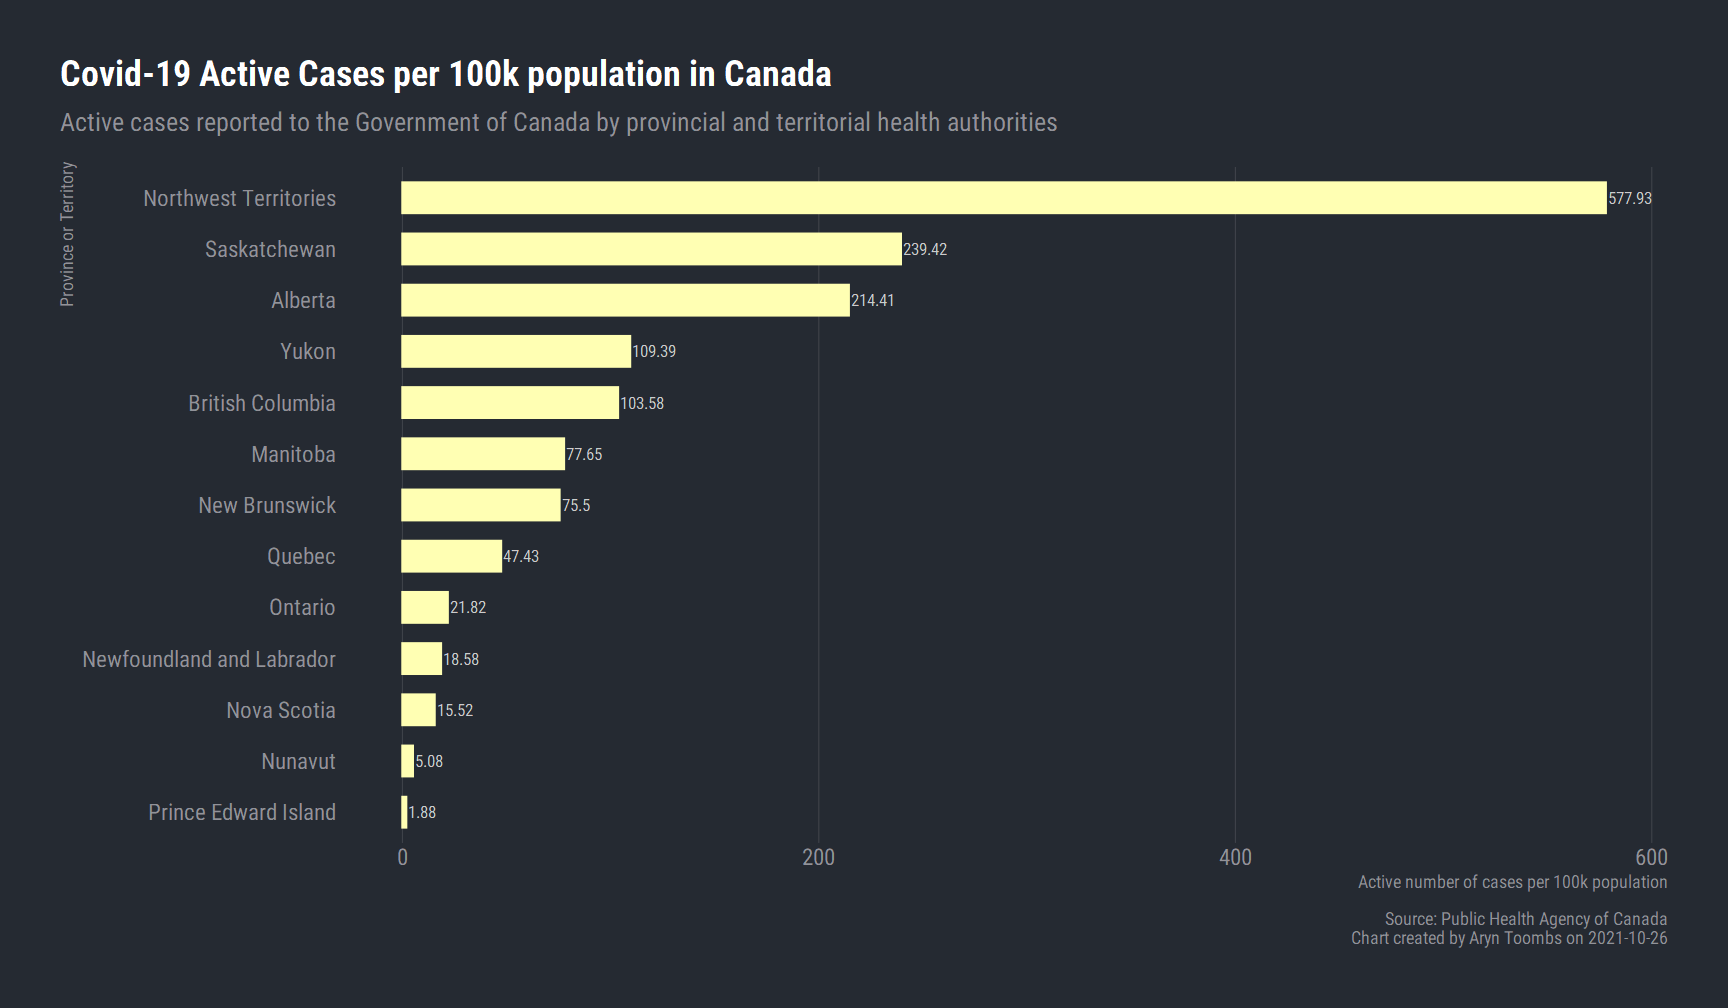 Covid-19 Active Cases per 100k population in Canada
Active cases reported to the Government of Canada by provincial and territorial health authorities
Province or Territory
Northwest Territories 577.93
Saskatchewan 239.42
Alberta 214.41
Yukon 109.39
British Columbia 103.58
Manitoba 77.65
New Brunswick 75.5
Quebec 47.43
Ontario 21.82
Newfoundland and Labrador 18.58
Nova Scotia 15.52
Nunavut 5.08
Prince Edward Island 1.88
0 200 400 600
Active number of cases per 100k population
Source: Public Health Agency of Canada
Chart created by Aryn Toombs on 2021-10-26